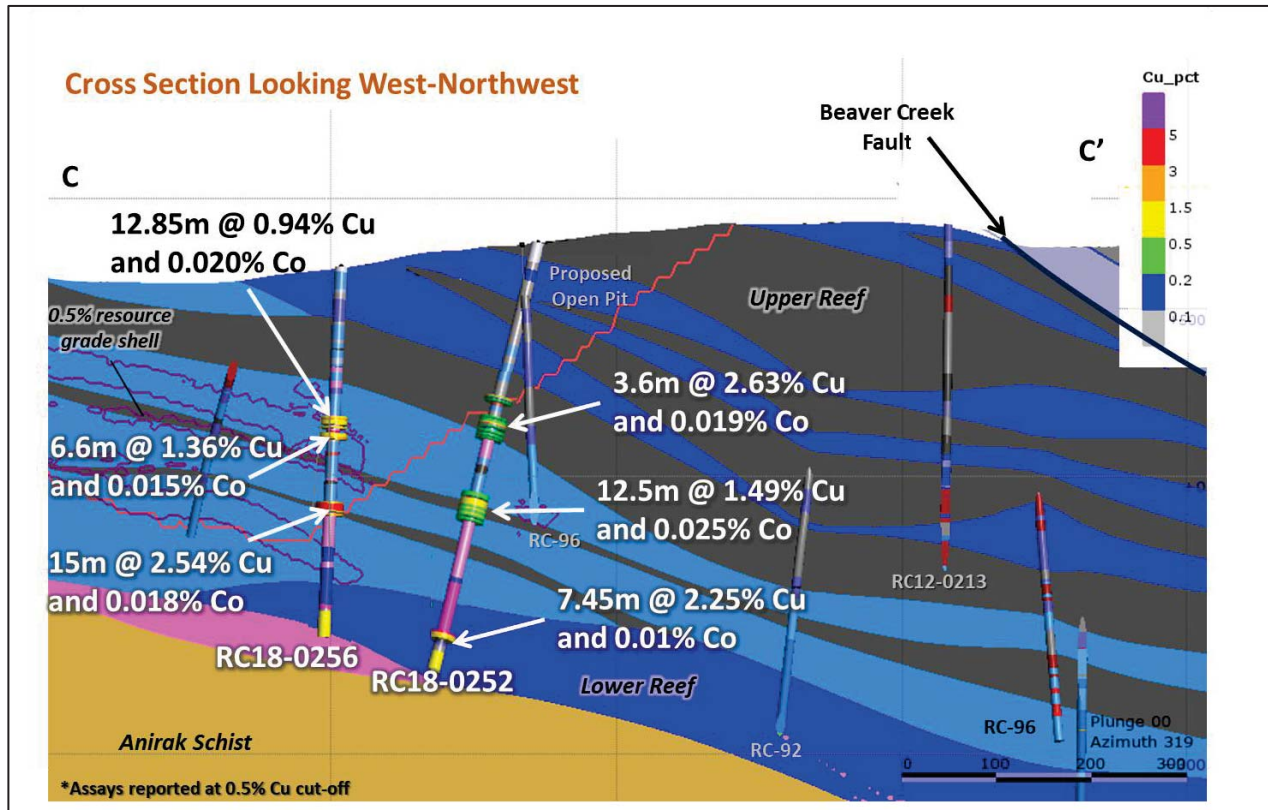 Cross Section Looking West-Northwest
Cu_pct
5
3
1.5
0.5
0.2
0.1
Beaver Creek
Fault
C
C'
12.85m @ 0.94% Cu
and 0.020% Co
Proposed
Open Pit
Upper Reef
0.5% resource
grade shell
3.6m @ 2.63% Cu
and 0.019% Co
6.6m @ 1.36% Cu
and 0.015% Co
12.5m @ 1.49% Cu
and 0.025% Co
RC-96
15m @ 2.54% Cu
and 0.018% Co
RC12-0213
7.45m @ 2.25% Cu
and 0.01% Co
RC18-0256
RC18-0252
Lower Reef
RC-92
RC-96
Plunge 00
Azimuth 319
0 100 200 300
Anirak Schist
*Assays reported at 0.5% Cu cut-off